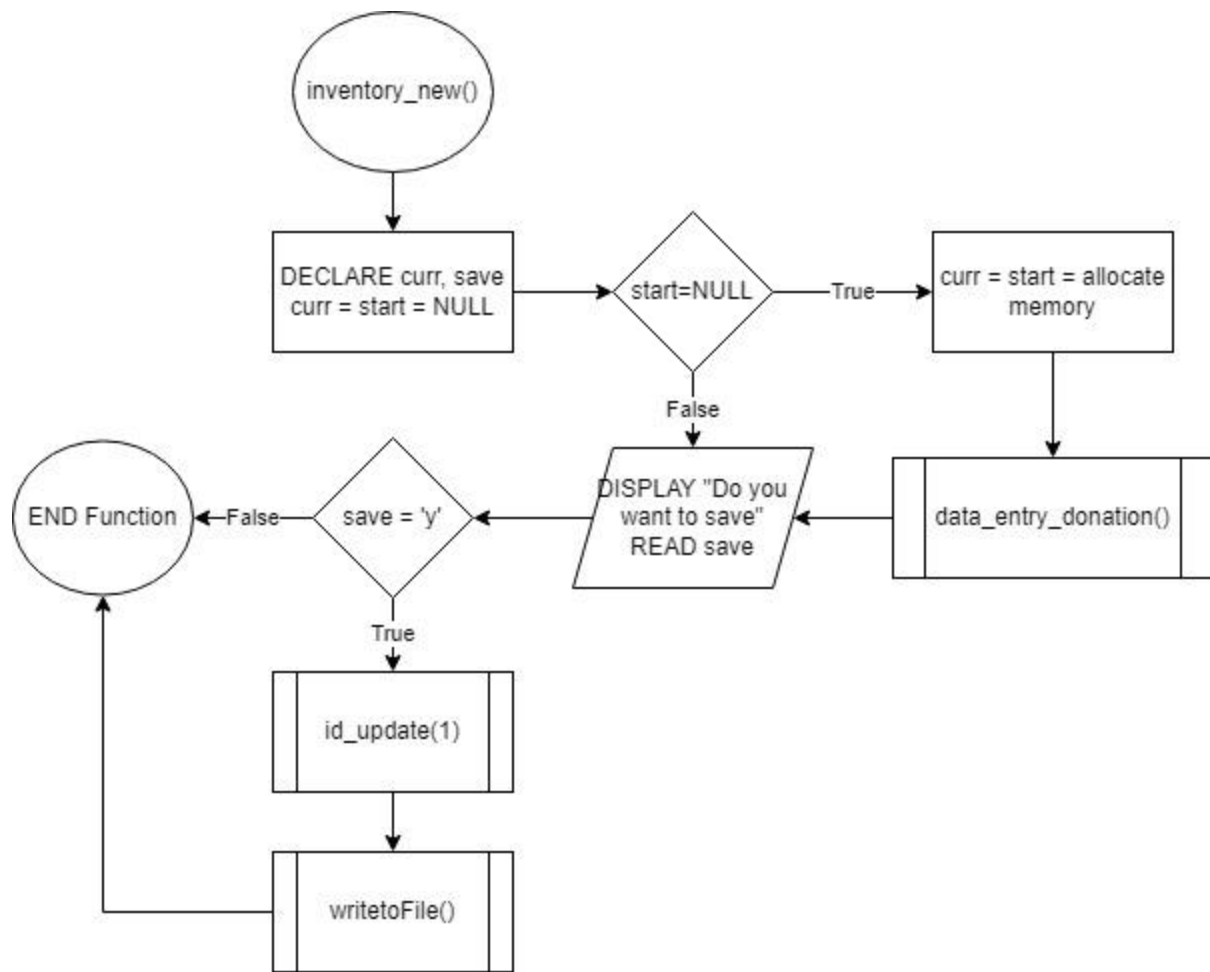 inventory_new()
DECLARE curr, save
curr = start = NULL
start=NULL
True
curr = start = allocate
memory
False
data_entry_donation()
DISPLAY "Do you
want to save"
READ save
save = 'y'
False
END Function
True
id_update(1)
writetoFile()